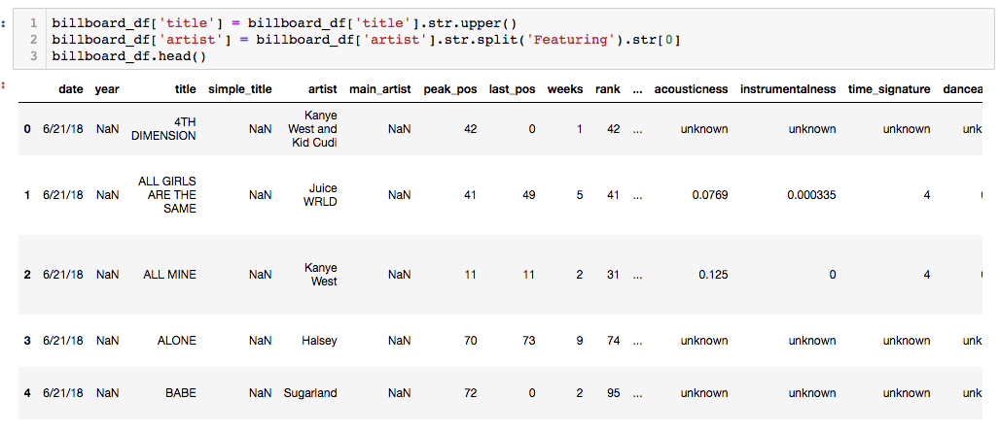 1 billboard_df['title'] = billboard_df['title'].str.upper()
2 billboard_df['artist'] = billboard_df['artist'].str.split('Featuring').str[0]
3 billboard_df.head()
date year title simple_title artist main_artist peak_pos last_pos weeks rank ... acousticness instrumentalness time_signature dancea
0 6/21/18 NaN 4TH DIMENSION NaN Kanye West and Kid Cudi NaN 42 0 1 42 ... unknown unknown unknown unk
1 6/21/18 NaN ALL GIRLS ARE THE SAME NaN Juice WRLD NaN 41 49 5 41 ... 0.0769 0.000335 4
2 6/21/18 NaN ALL MINE NaN Kanye West NaN 11 11 2 31 ... 0.125 0 4
3 6/21/18 NaN ALONE NaN Halsey NaN 70 73 9 74 ... unknown unknown unknown unk
4 6/21/18 NaN BABE NaN Sugarland NaN 72 0 2 95 ... unknown unknown unknown unk